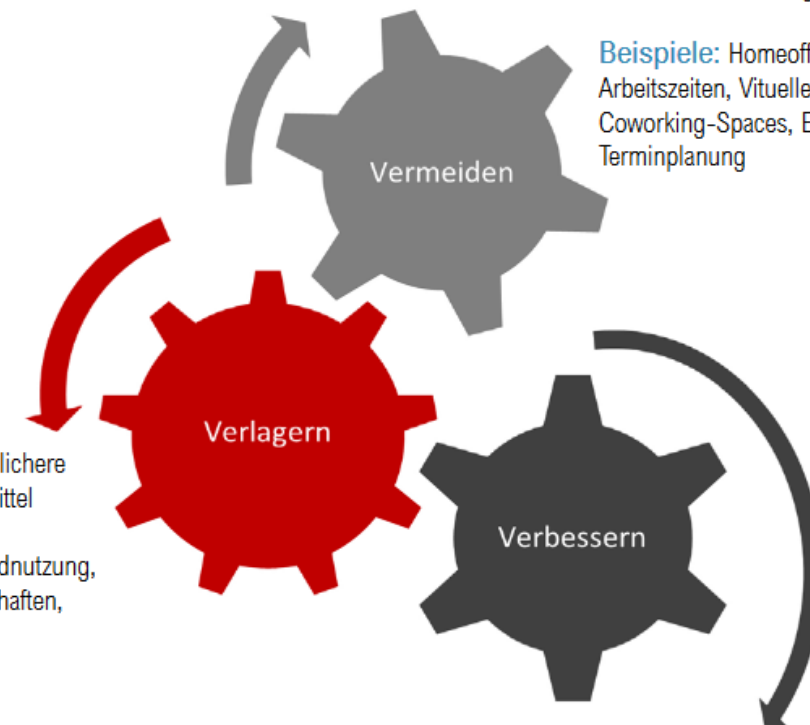 Beispiele: Homeoff
Arbeitszeiten, Vituelle
Coworking-Spaces, E
Terminplanung
Vermeiden
Verlagern
lichere
ittel
dnutzung,
haften,
Verbessern